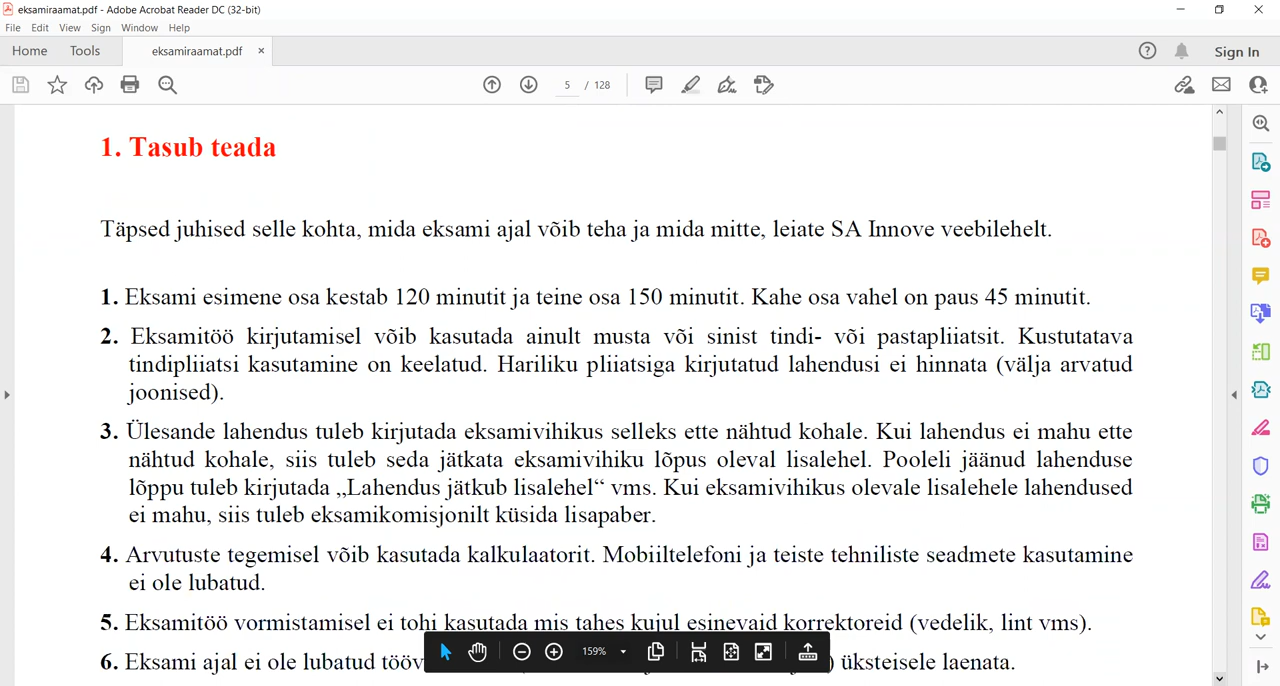 eksamiraamat.pdf - Adobe Acrobat Reader DC (32-bit)
File Edit View Sign Window Help
Home Tools eksamiraamat.pdf × Sign In
5 / 128
1. Tasub teada
Täpsed juhised selle kohta, mida eksami ajal võib teha ja mida mitte, leiate SA Innove veebilehelt.
1. Eksami esimene osa kestab 120 minutit ja teine osa 150 minutit. Kahe osa vahel on paus 45 minutit.
2. Eksamitöö kirjutamisel võib kasutada ainult musta või sinist tindi- või pastapliiatsit. Kustutatava
tindipliiatsi kasutamine on keelatud. Hariliku pliiatsiga kirjutatud lahendusi ei hinnata (välja arvatud
joonised).
3. Ülesande lahendus tuleb kirjutada eksamivihikus selleks ette nähtud kohale. Kui lahendus ei mahu ette
nähtud kohale, siis tuleb seda jätkata eksamivihiku lõpus oleval lisalehel. Pooleli jäänud lahenduse
lõppu tuleb kirjutada „Lahendus jätkub lisalehel“ vms. Kui eksamivihikus olevale lisalehele lahendused
ei mahu, siis tuleb eksamikomisjonilt küsida lisapaber.
4. Arvutuste tegemisel võib kasutada kalkulaatorit. Mobiiltelefoni ja teiste tehniliste seadmete kasutamine
ei ole lubatud.
5. Eksamitöö vormistamisel ei tohi kasutada mis tahes kujul esinevaid korrektoreid (vedelik, lint vms).
6. Eksami ajal ei ole lubatud tööv ) üksteisele laenata.
159%